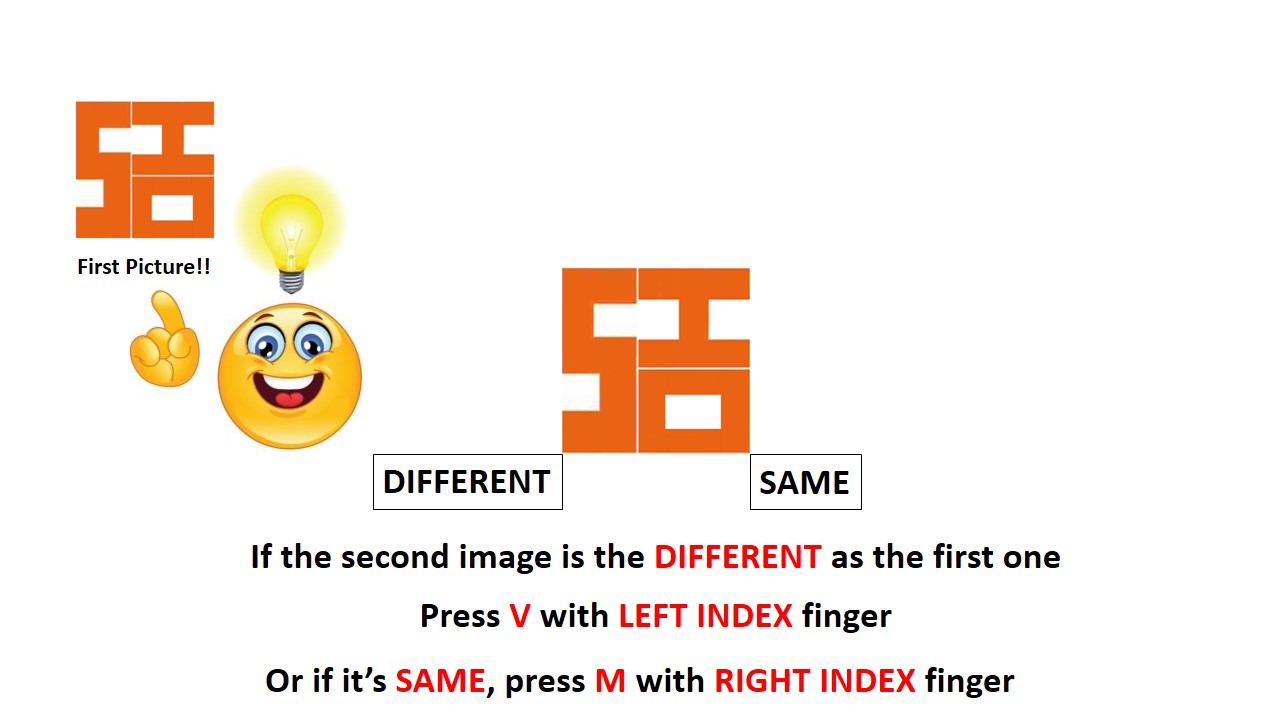 First Picture!!
DIFFERENT
SAME
If the second image is the DIFFERENT as the first one
Press V with LEFT INDEX finger
Or if it’s SAME, press M with RIGHT INDEX finger